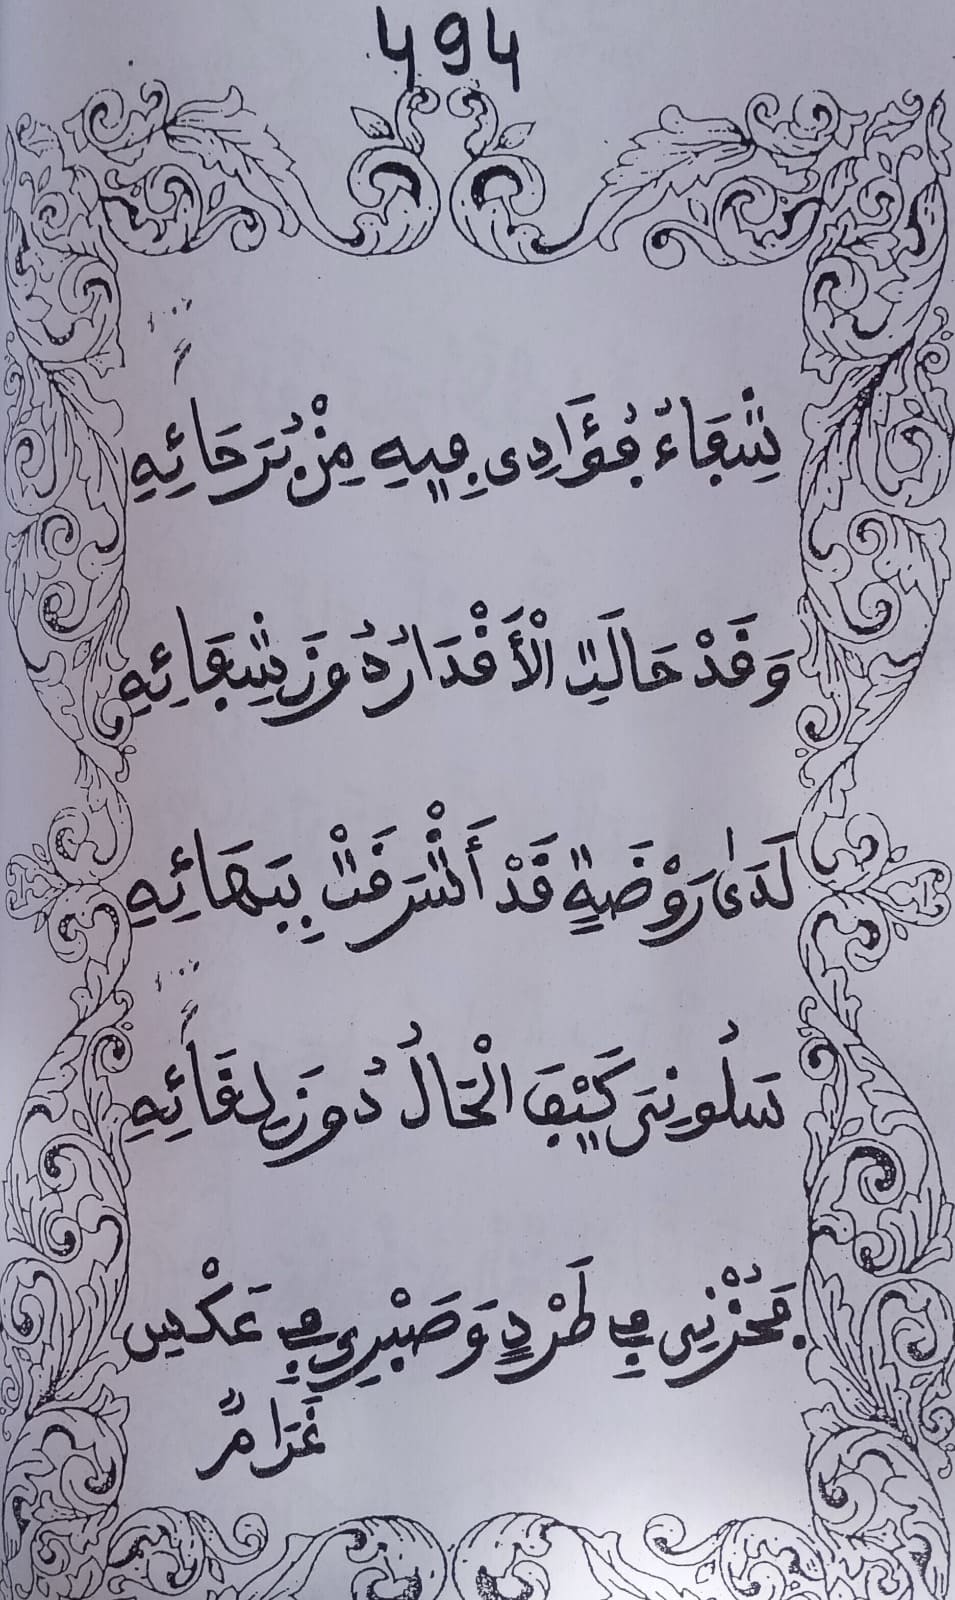 494
شِفَاءُ فُؤَادِي فِيهِ مِنْ بُرَحَائِهِ
وَقَدْ حَالَتِ الْأَقْدَارُ دُونَ شِفَائِهِ
لَدَى رَوْضَةٍ قَدْ أَشْرَفَتْ بِبَهَائِهِ
سَلُونِي كَيْفَ الْحَالُ دُونَ لِقَائِهِ
فَحُزْنِي فِي طَرْدٍ وَصَبْرِي فِي عَكْسِ
غَرَامٌ